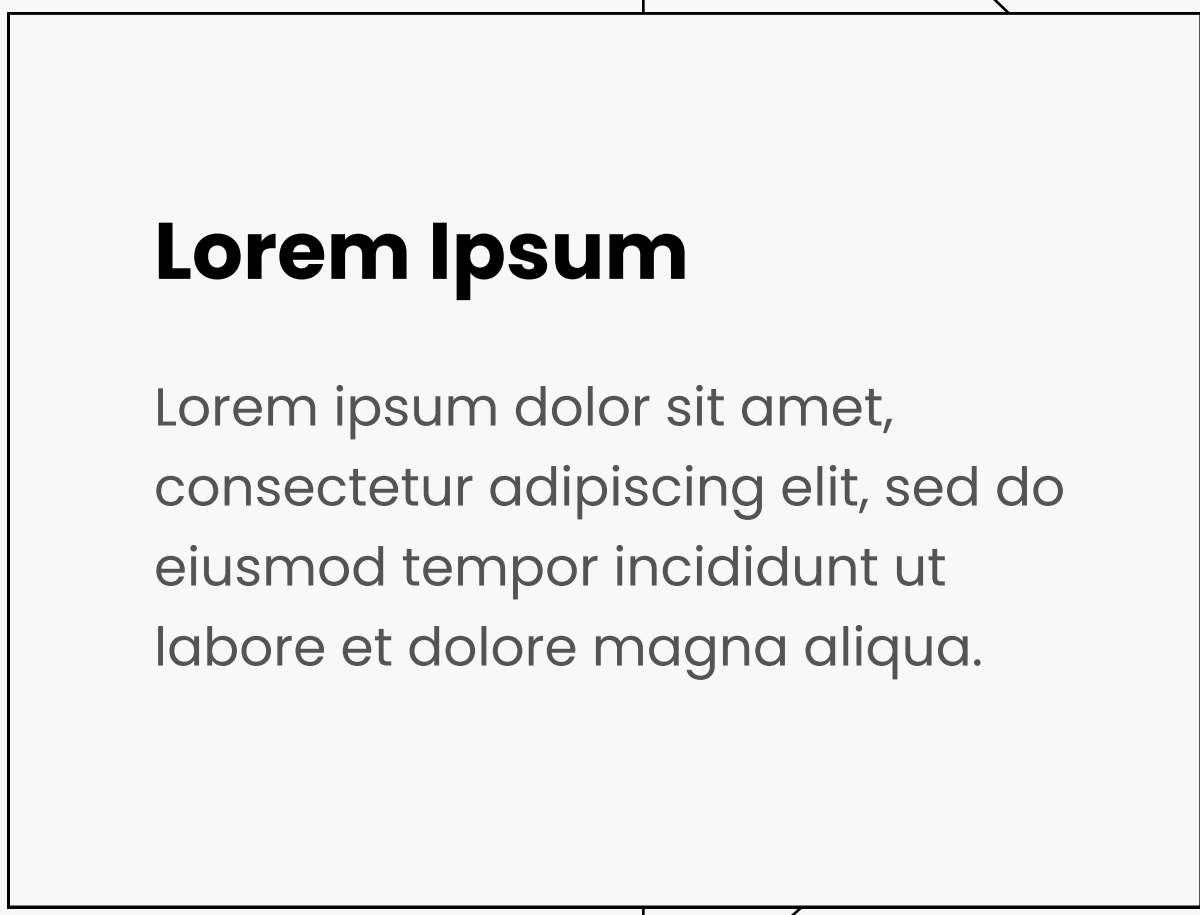 Lorem Ipsum
Lorem ipsum dolor sit amet,
consectetur adipiscing elit, sed do
eiusmod tempor incididunt ut
labore et dolore magna aliqua.